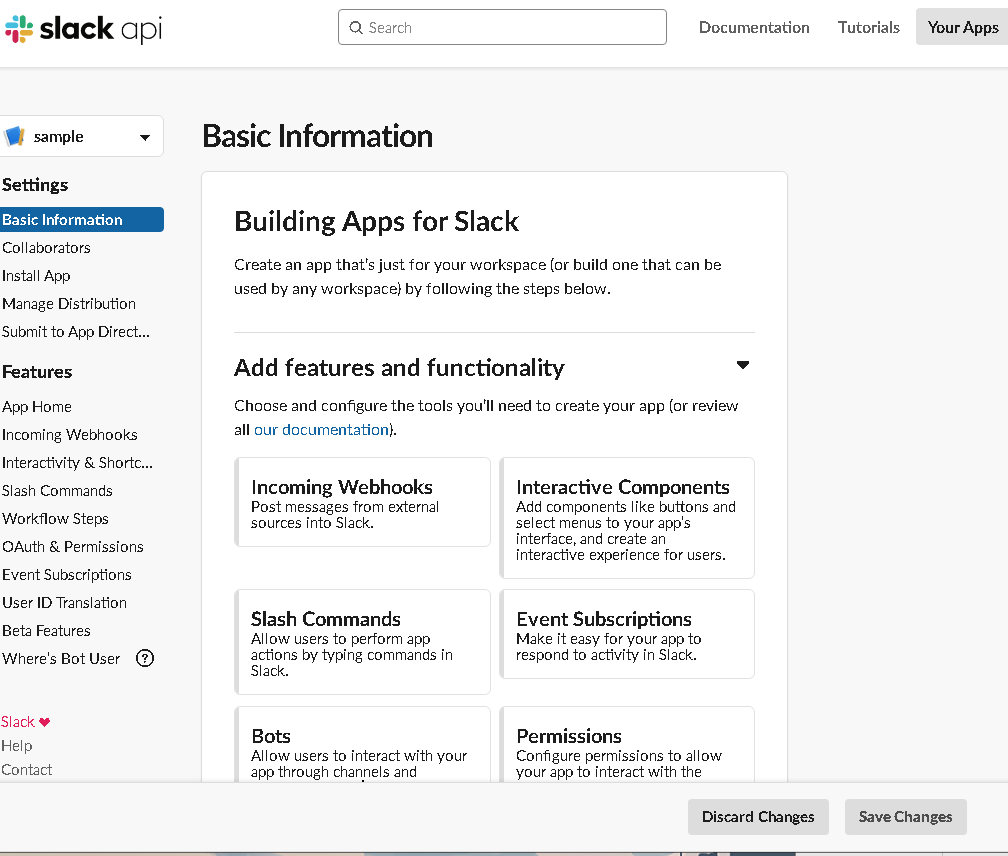 slack api
Search
Documentation
Tutorials
Your Apps
sample
Settings
Basic Information
Collaborators
Install App
Manage Distribution
Submit to App Direct...
Features
App Home
Incoming Webhooks
Interactivity & Shortc...
Slash Commands
Workflow Steps
OAuth & Permissions
Event Subscriptions
User ID Translation
Beta Features
Where's Bot User ?
Slack ❤
Help
Contact
Basic Information
Building Apps for Slack
Create an app that's just for your workspace (or build one that can be
used by any workspace) by following the steps below.
Add features and functionality
Choose and configure the tools you'll need to create your app (or review
all our documentation).
Incoming Webhooks
Post messages from external
sources into Slack.
Interactive Components
Add components like buttons and
select menus to your app's
interface, and create an
interactive experience for users.
Slash Commands
Allow users to perform app
actions by typing commands in
Slack.
Event Subscriptions
Make it easy for your app to
respond to activity in Slack.
Bots
Allow users to interact with your
app through channels and
Permissions
Configure permissions to allow
your app to interact with the
Discard Changes
Save Changes